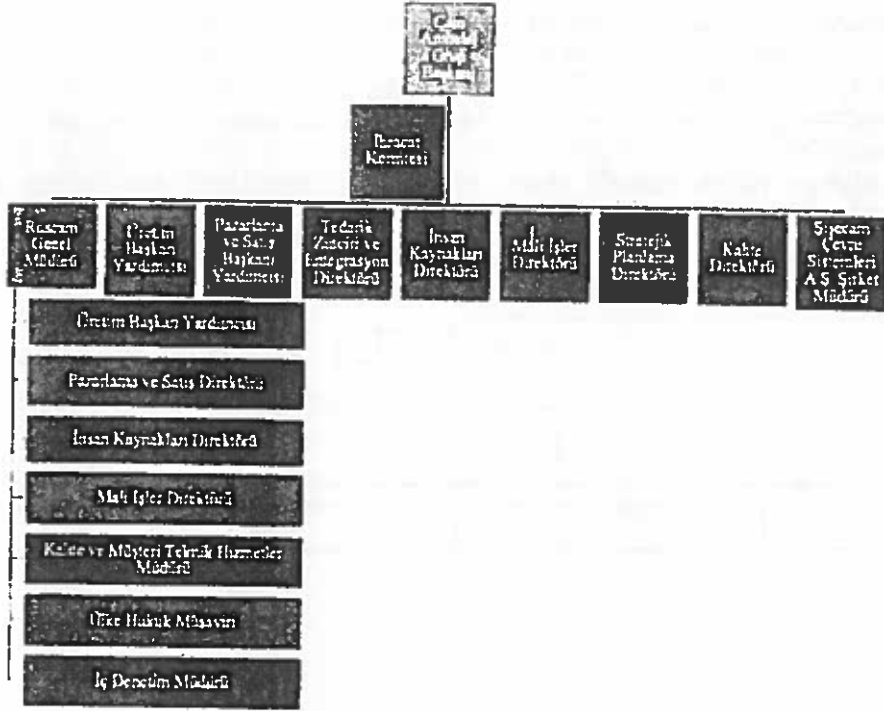 Cam
Ambalaj
Grup
Başkanı
İhracat
Komitesi
Ruscam
Genel
Müdürü
Üretim
Başkan
Yardımcısı
Pazarlama
ve Satış
Başkan
Yardımcısı
Tedarik
Zinciri ve
Entegrasyon
Direktörü
İnsan
Kaynakları
Direktörü
Mali İşler
Direktörü
Stratejik
Planlama
Direktörü
Kalite
Direktörü
Şişecam
Çevre
Sistemleri
A.Ş. Şirket
Müdürü
Üretim Başkan Yardımcısı
Pazarlama ve Satış Direktörü
İnsan Kaynakları Direktörü
Mali İşler Direktörü
Kalite ve Müşteri Teknik Hizmetler
Müdürü
Ülke Hukuk Müşaviri
İç Denetim Müdürü